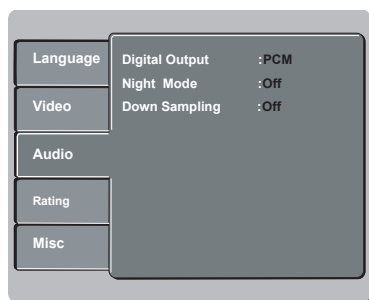 Language
Video
Audio
Rating
Misc
Digital Output :PCM
Night Mode :Off
Down Sampling :Off